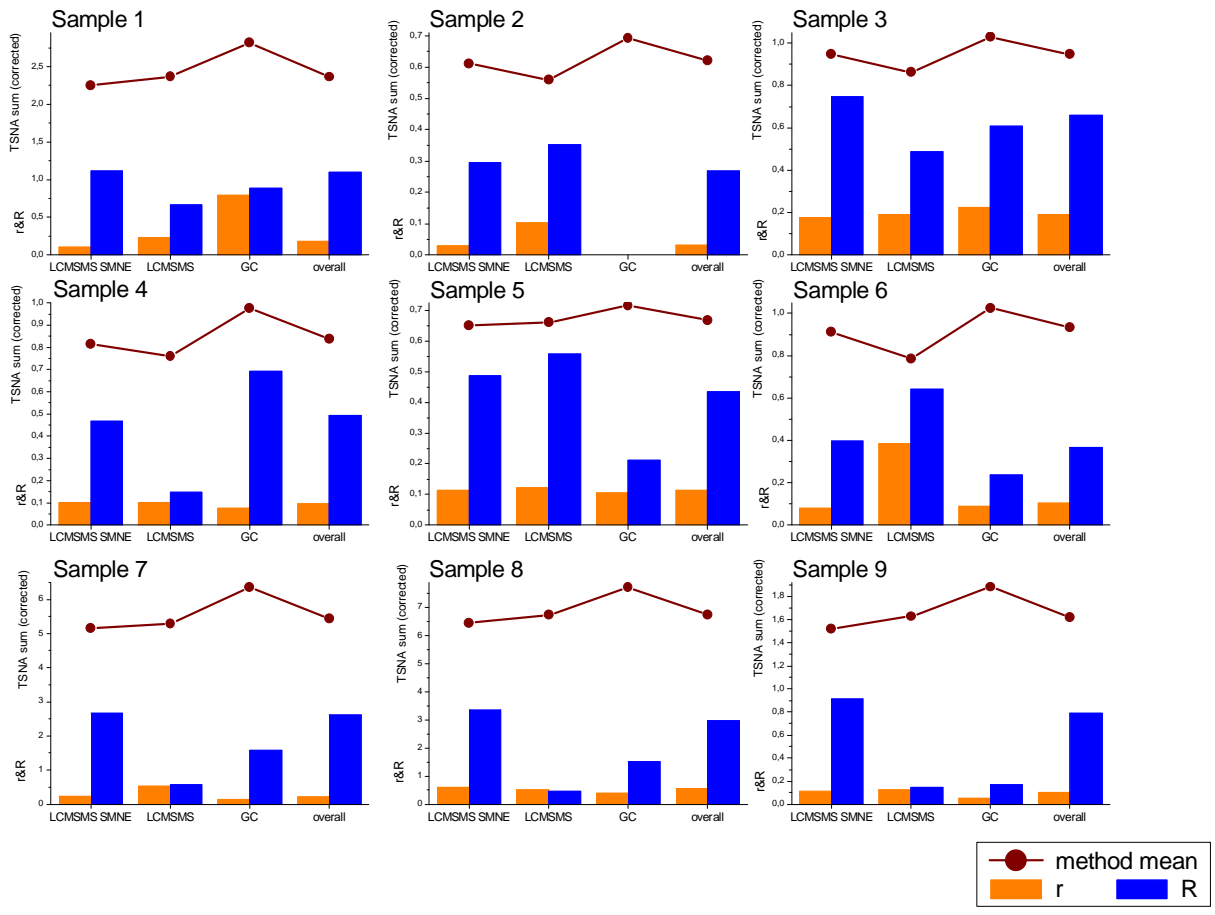 Sample 1
TSNA sum (corrected)
r&R
2,5
2,0
1,5
1,0
0,5
0,0
LCMSMS SMNE LCMSMS GC overall
Sample 2
TSNA sum (corrected)
r&R
0,7
0,6
0,5
0,4
0,3
0,2
0,1
0,0
LCMSMS SMNE LCMSMS GC overall
Sample 3
TSNA sum (corrected)
r&R
1,0
0,8
0,6
0,4
0,2
0,0
LCMSMS SMNE LCMSMS GC overall
Sample 4
TSNA sum (corrected)
r&R
1,0
0,9
0,8
0,7
0,6
0,5
0,4
0,3
0,2
0,1
0,0
LCMSMS SMNE LCMSMS GC overall
Sample 5
TSNA sum (corrected)
r&R
0,7
0,6
0,5
0,4
0,3
0,2
0,1
0,0
LCMSMS SMNE LCMSMS GC overall
Sample 6
TSNA sum (corrected)
r&R
1,0
0,8
0,6
0,4
0,2
0,0
LCMSMS SMNE LCMSMS GC overall
Sample 7
TSNA sum (corrected)
r&R
6
5
4
3
2
1
0
LCMSMS SMNE LCMSMS GC overall
Sample 8
TSNA sum (corrected)
r&R
7
6
5
4
3
2
1
0
LCMSMS SMNE LCMSMS GC overall
Sample 9
TSNA sum (corrected)
r&R
1,8
1,6
1,4
1,2
1,0
0,8
0,6
0,4
0,2
0,0
LCMSMS SMNE LCMSMS GC overall
method mean
r R